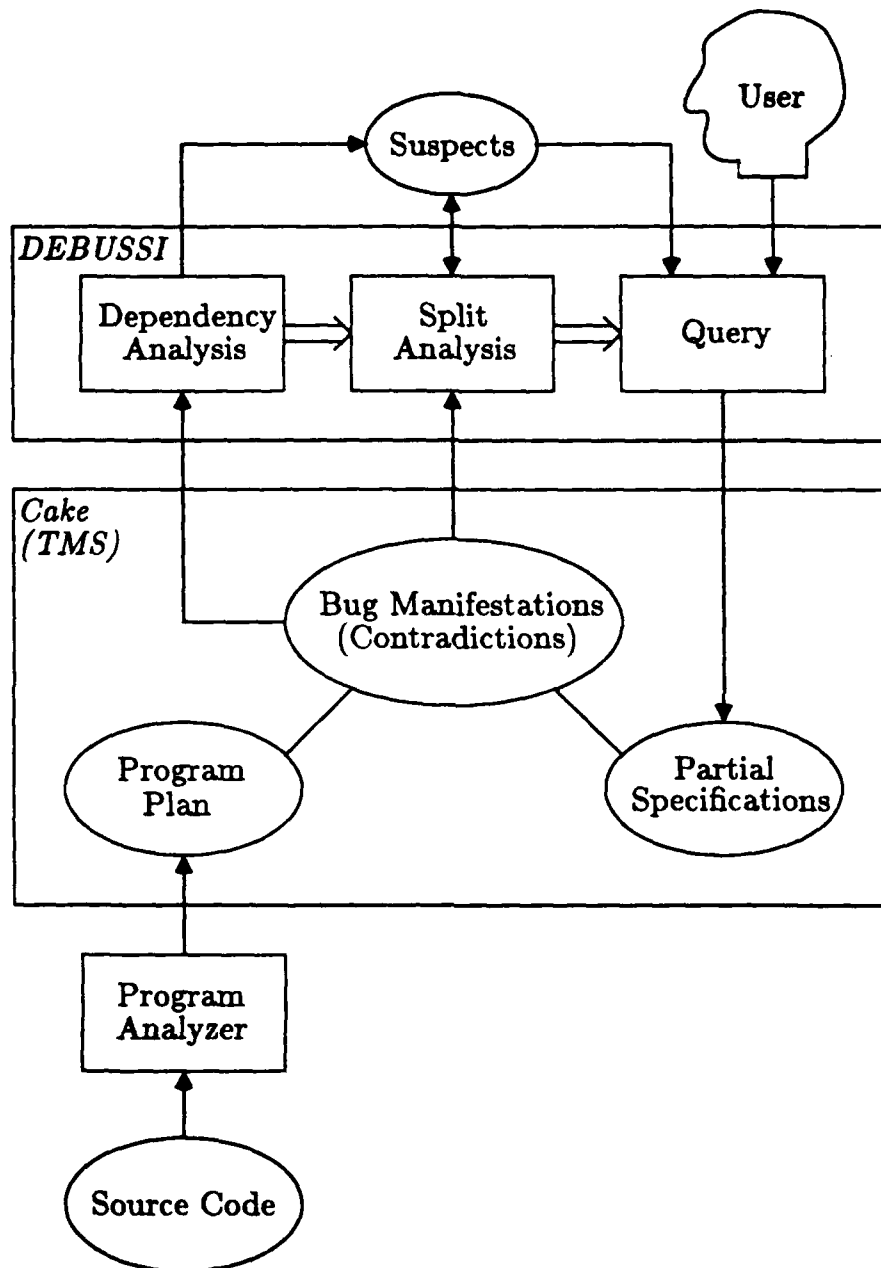 User
Suspects
DEBUSSI
Dependency
Analysis
Split
Analysis
Query
Cake
(TMS)
Bug Manifestations
(Contradictions)
Program
Plan
Partial
Specifications
Program
Analyzer
Source Code